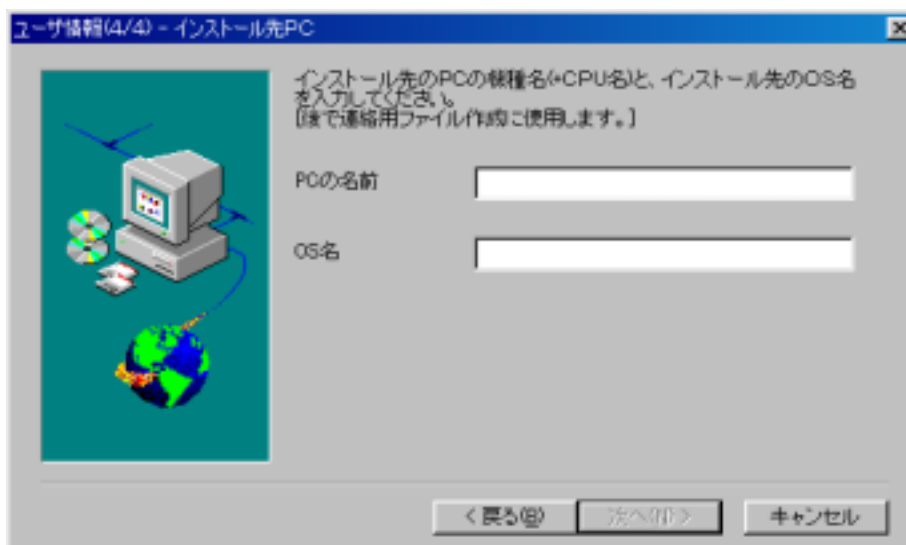 ユーザ情報(4/4) - インストール先PC
インストール先のPCの機種名(+CPU名)と、インストール先のOS名
を入力してください。
[後で連絡用ファイル作成に使用します。]
PCの名前
OS名
< 戻る(B)
次へ(N) >
キャンセル